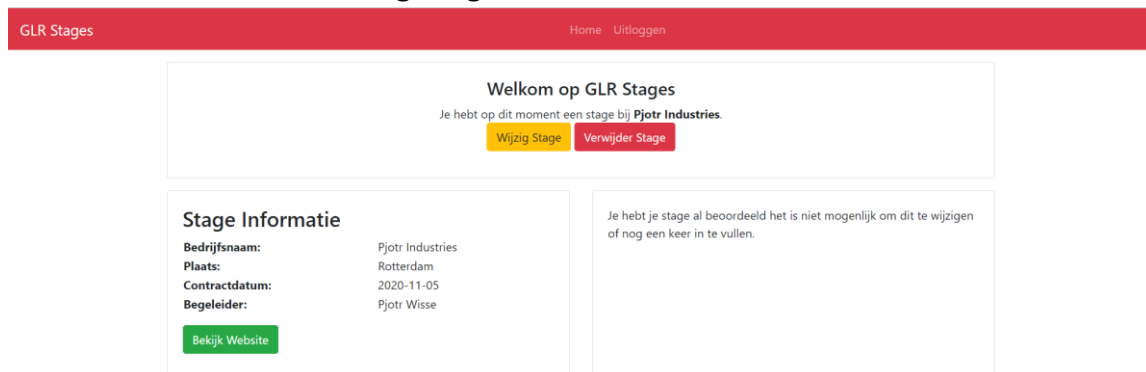 GLR Stages
Home Uitloggen
Welkom op GLR Stages
Je hebt op dit moment een stage bij Pjotr Industries.
Wijzig Stage Verwijder Stage
Stage Informatie
Bedrijfsnaam: Pjotr Industries
Plaats: Rotterdam
Contractdatum: 2020-11-05
Begeleider: Pjotr Wisse
Bekijk Website
Je hebt je stage al beoordeeld het is niet mogenlijk om dit te wijzigen
of nog een keer in te vullen.